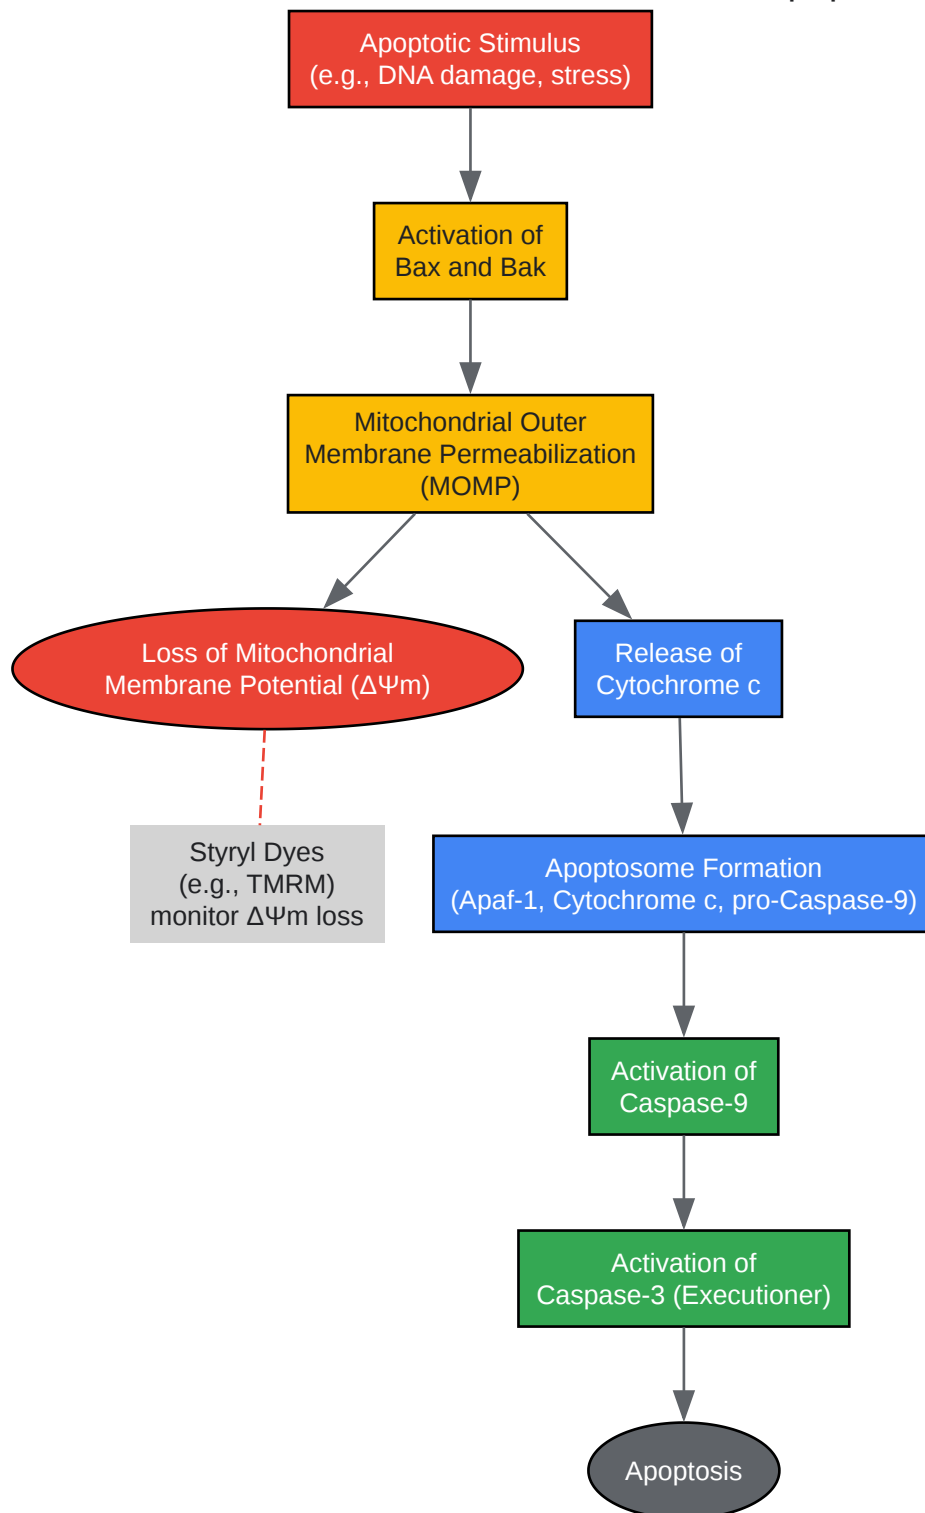 Apoptotic Stimulus
(e.g., DNA damage, stress)
Activation of
Bax and Bak
Mitochondrial Outer
Membrane Permeabilization
(MOMP)
Loss of Mitochondrial
Membrane Potential (ΔΨm)
Release of
Cytochrome c
Styryl Dyes
(e.g., TMRM)
monitor ΔΨm loss
Apoptosome Formation
(Apaf-1, Cytochrome c, pro-Caspase-9)
Activation of
Caspase-9
Activation of
Caspase-3 (Executioner)
Apoptosis